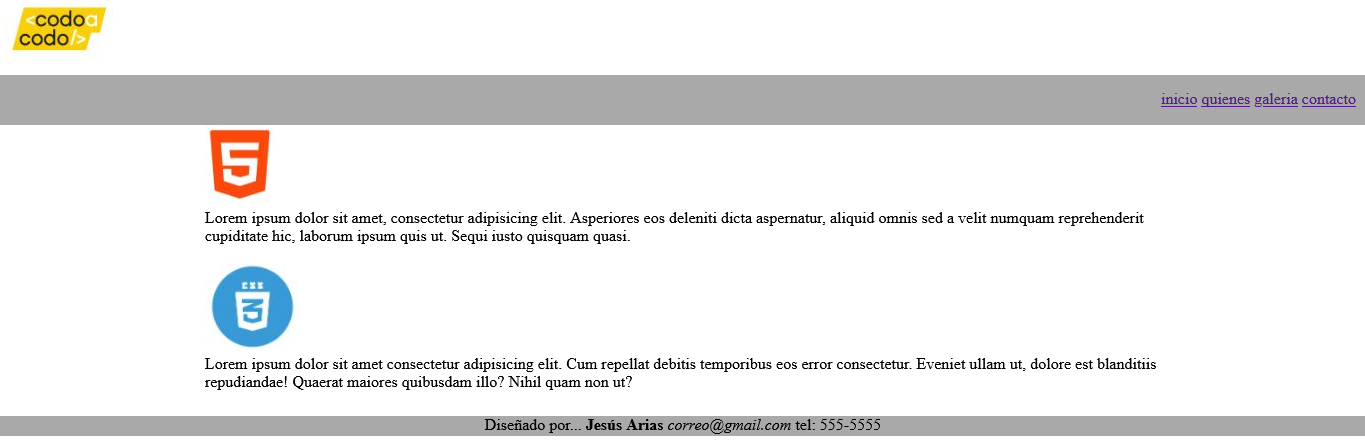 <codo a
codo/>
inicio quienes galeria contacto
5
Lorem ipsum dolor sit amet, consectetur adipisicing elit. Asperiores eos deleniti dicta aspernatur, aliquid omnis sed a velit numquam reprehenderit
cupiditate hic, laborum ipsum quis ut. Sequi iusto quisquam quasi.
CSS
3
Lorem ipsum dolor sit amet consectetur adipisicing elit. Cum repellat debitis temporibus eos error consectetur. Eveniet ullam ut, dolore est blanditiis
repudiandae! Quaerat maiores quibusdam illo? Nihil quam non ut?
Diseñado por... Jesús Arias correo@gmail.com tel: 555-5555